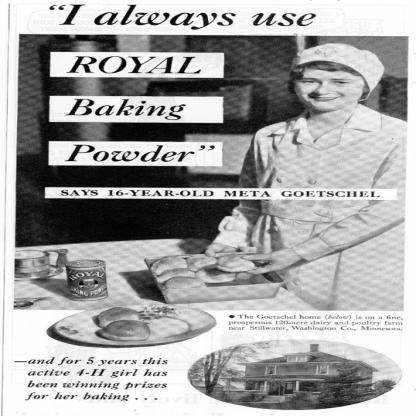 “I always use
ROYAL
Baking
Powder”
SAYS 16-YEAR-OLD META GOETSCHEL
ROYAL
BAKING POWDER
● The Goetschel home (below) is on a fine,
prosperous 120-acre dairy and poultry farm
near Stillwater, Washington Co., Minnesota.
—and for 5 years this
active 4-H girl has
been winning prizes
for her baking . . .